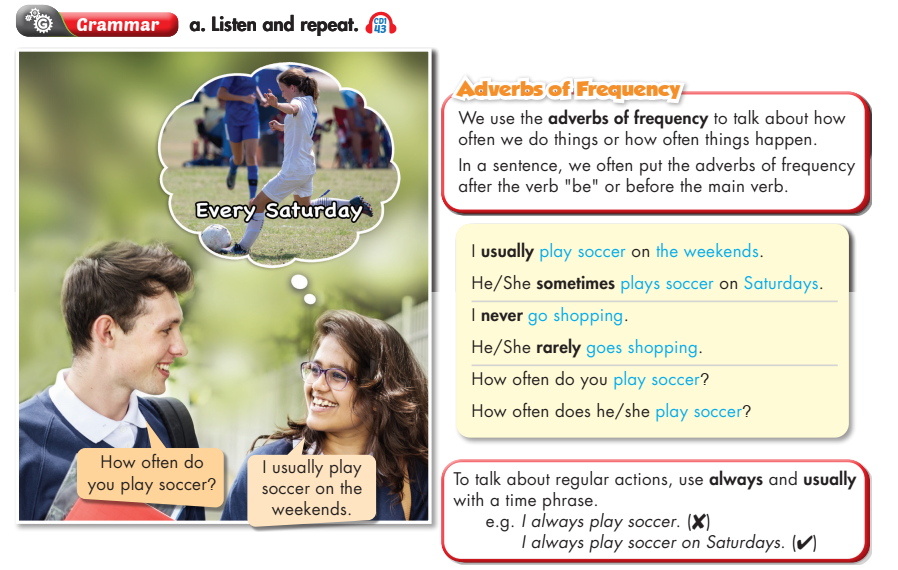 G Grammar a. Listen and repeat. CD1 43
Every Saturday
How often do
you play soccer?
I usually play
soccer on the
weekends.
Adverbs of Frequency
We use the adverbs of frequency to talk about how
often we do things or how often things happen.
In a sentence, we often put the adverbs of frequency
after the verb "be" or before the main verb.
I usually play soccer on the weekends.
He/She sometimes plays soccer on Saturdays.
I never go shopping.
He/She rarely goes shopping.
How often do you play soccer?
How often does he/she play soccer?
To talk about regular actions, use always and usually
with a time phrase.
e.g. I always play soccer. (✘)
I always play soccer on Saturdays. (✔)